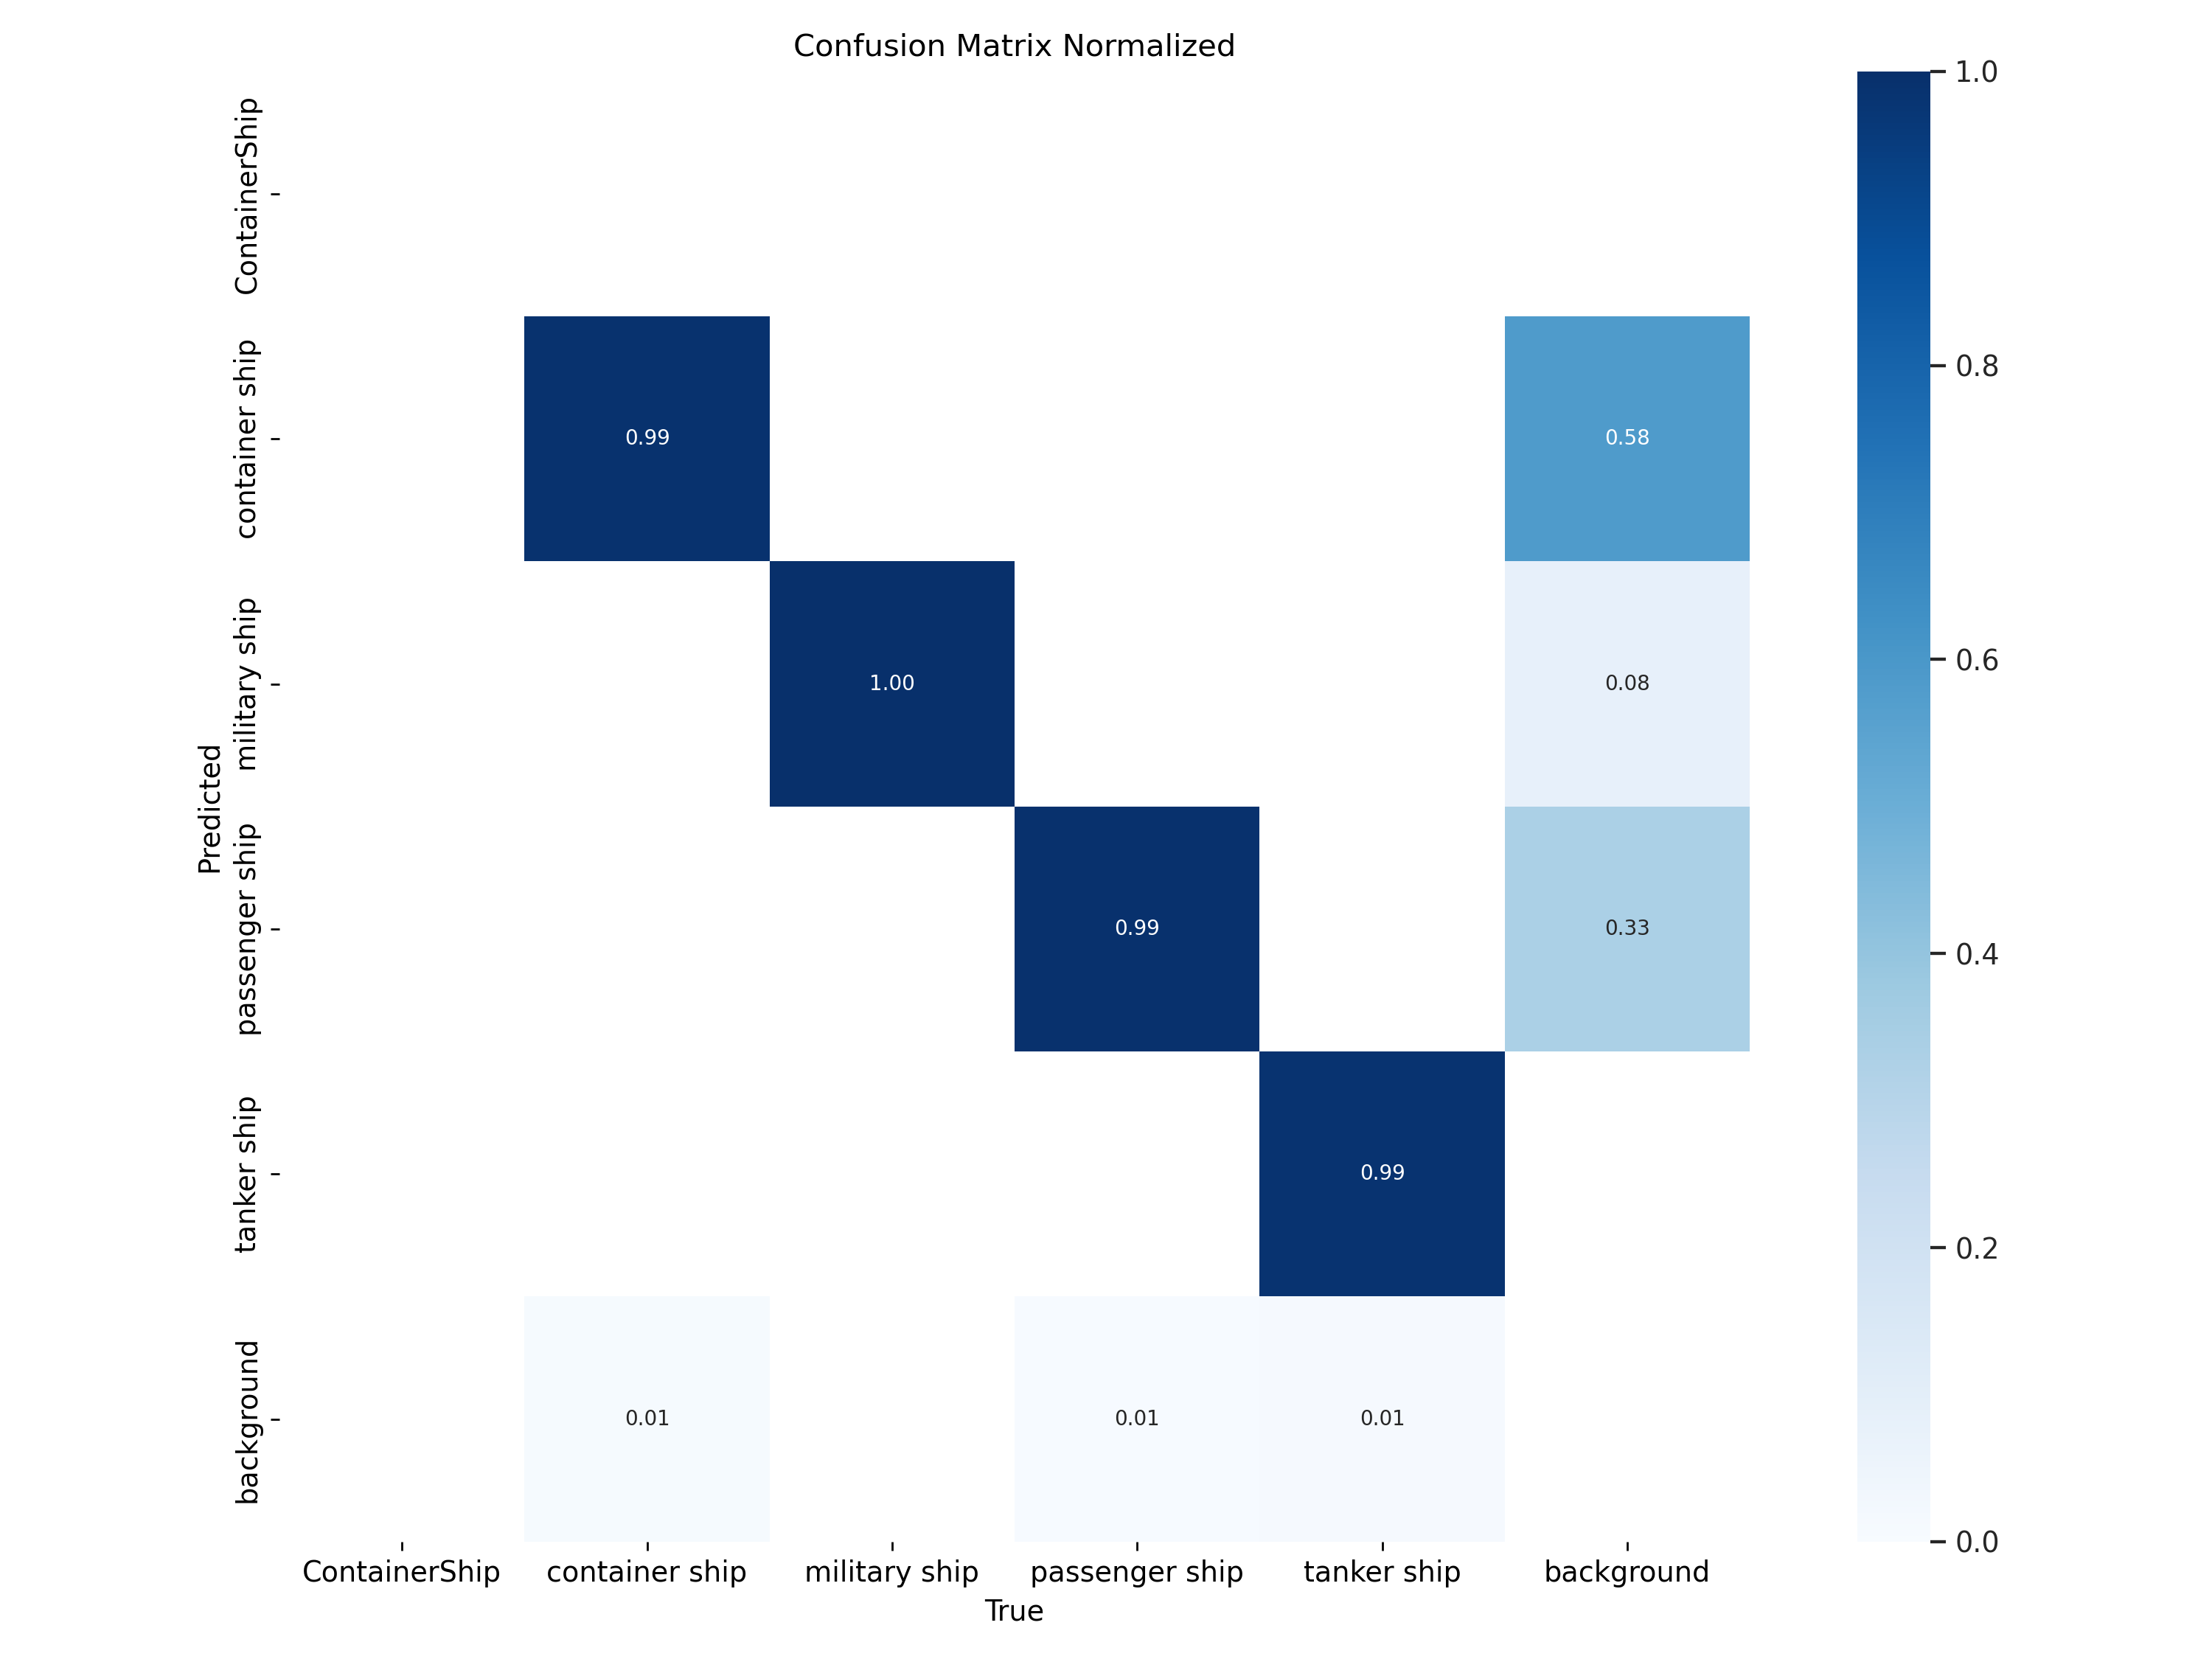 Confusion Matrix Normalized
ContainerShip
container ship
military ship
passenger ship
tanker ship
background
Predicted
0.99
0.58
1.00
0.08
0.99
0.33
0.99
0.01
0.01
0.01
ContainerShip container ship military ship passenger ship tanker ship background
True
1.0
0.8
0.6
0.4
0.2
0.0